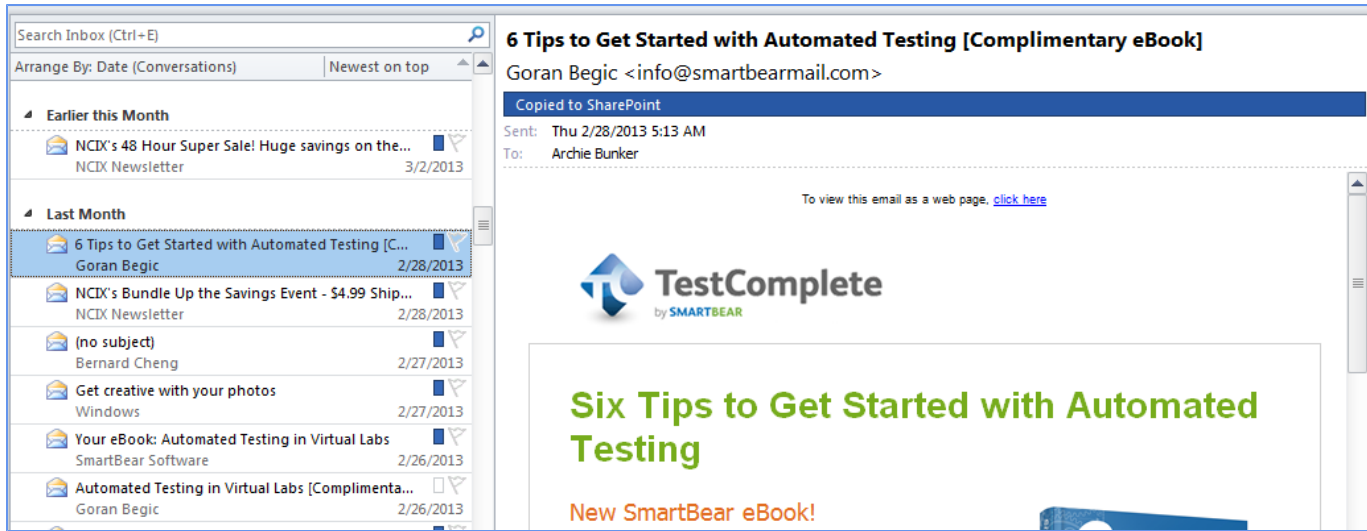 Search Inbox (Ctrl+E)
Arrange By: Date (Conversations) Newest on top
Earlier this Month
NCIX's 48 Hour Super Sale! Huge savings on the...
NCIX Newsletter 3/2/2013
Last Month
6 Tips to Get Started with Automated Testing [C...
Goran Begic 2/28/2013
NCIX's Bundle Up the Savings Event - $4.99 Ship...
NCIX Newsletter 2/28/2013
(no subject)
Bernard Cheng 2/27/2013
Get creative with your photos
Windows 2/27/2013
Your eBook: Automated Testing in Virtual Labs
SmartBear Software 2/26/2013
Automated Testing in Virtual Labs [Complimenta...
Goran Begic 2/26/2013
6 Tips to Get Started with Automated Testing [Complimentary eBook]
Goran Begic <info@smartbearmail.com>
Copied to SharePoint
Sent: Thu 2/28/2013 5:13 AM
To: Archie Bunker
To view this email as a web page, click here
TestComplete
by SMARTBEAR
Six Tips to Get Started with Automated
Testing
New SmartBear eBook!